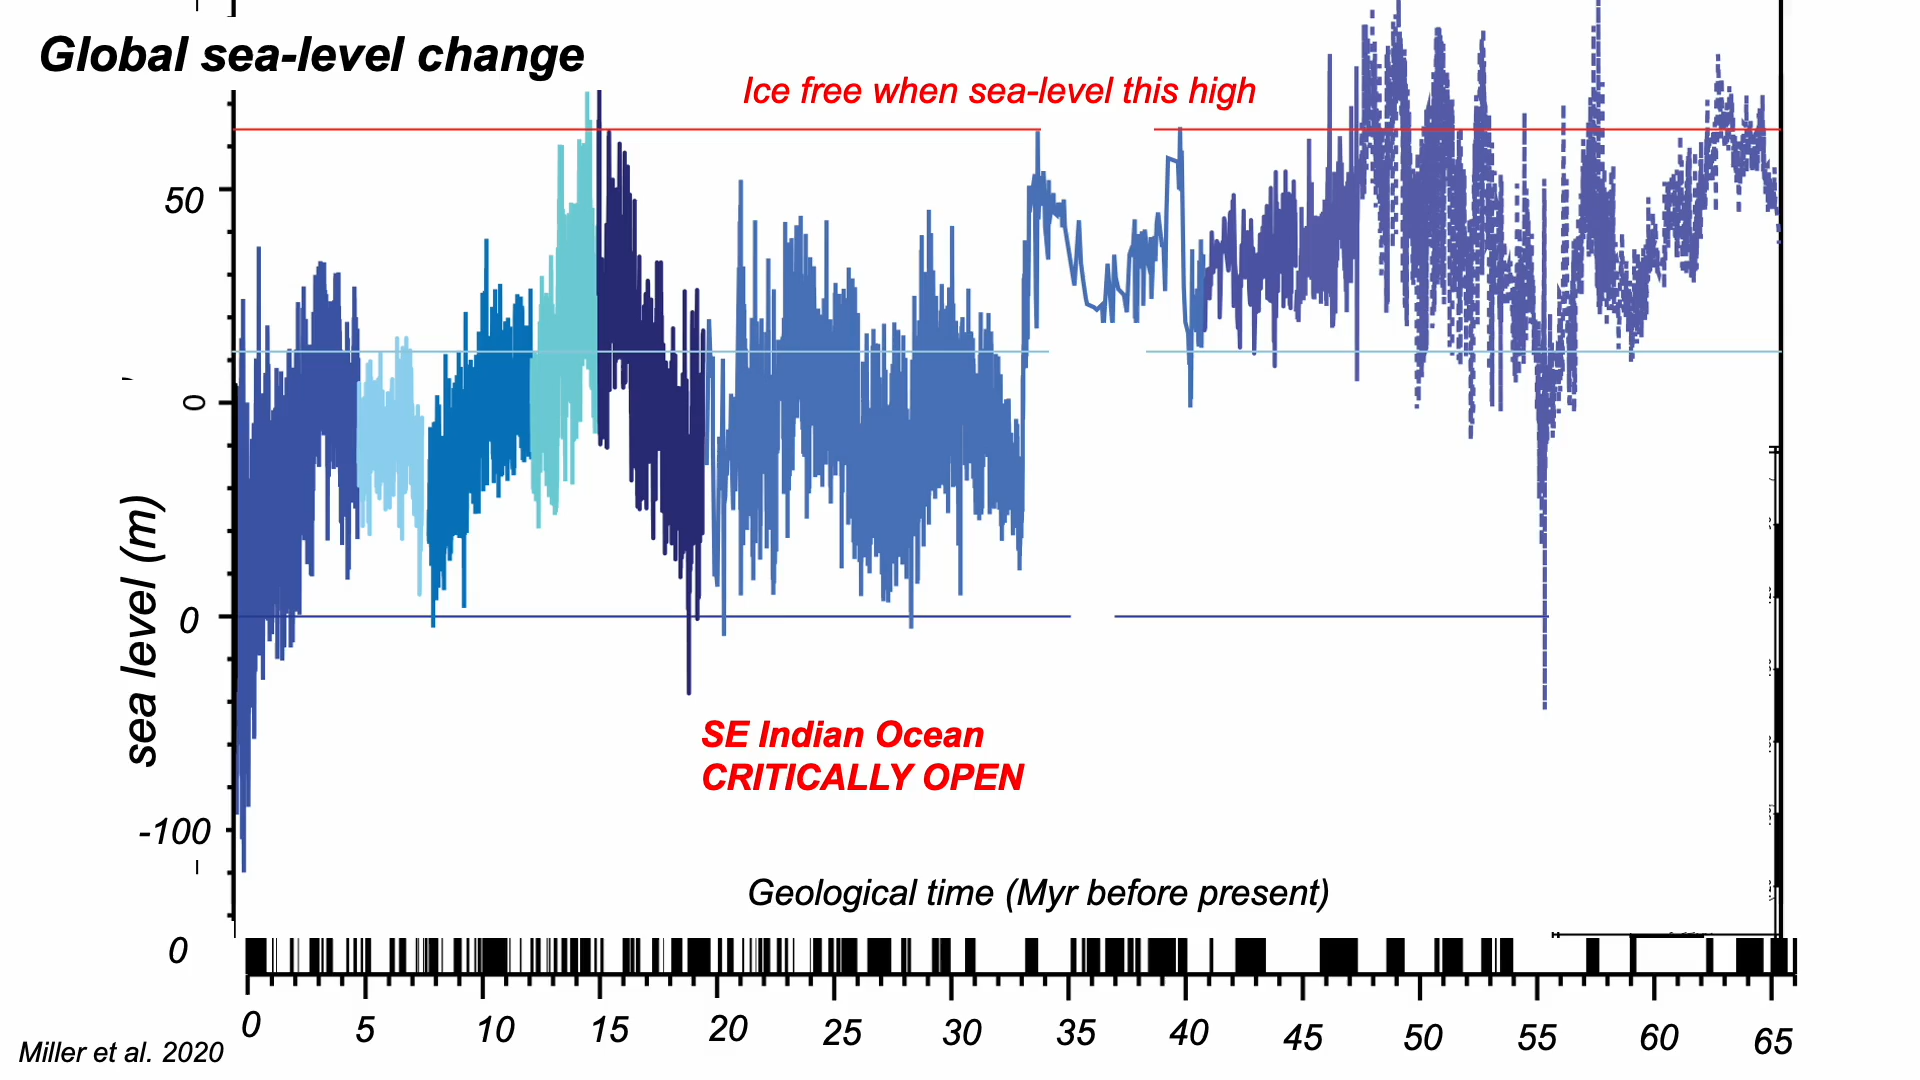 Global sea-level change
Ice free when sea-level this high
50
0
0
-100
0
sea level (m)
SE Indian Ocean
CRITICALLY OPEN
Geological time (Myr before present)
0 5 10 15 20 25 30 35 40 45 50 55 60 65
Miller et al. 2020